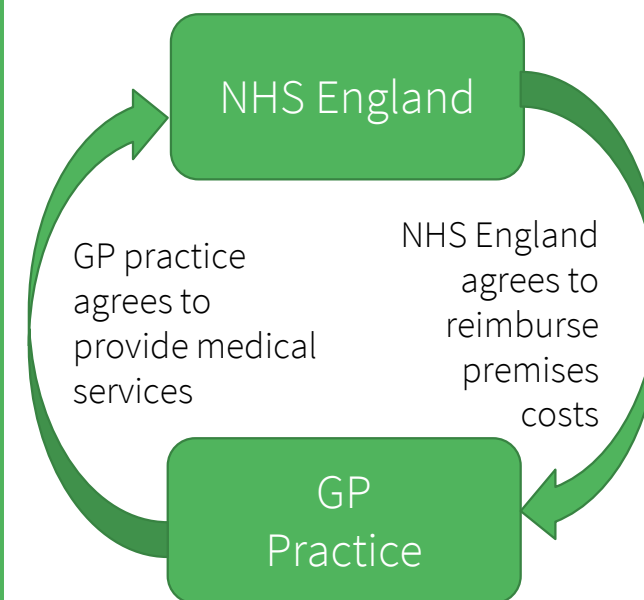 NHS England
GP practice
agrees to
provide medical
services
NHS England
agrees to
reimburse
premises
costs
GP
Practice